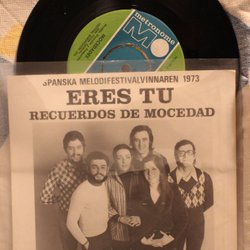 metronome
M
SPANSKA MELODIFESTIVALVINNAREN 1973
ERES TU
RECUERDOS DE MOCEDAD